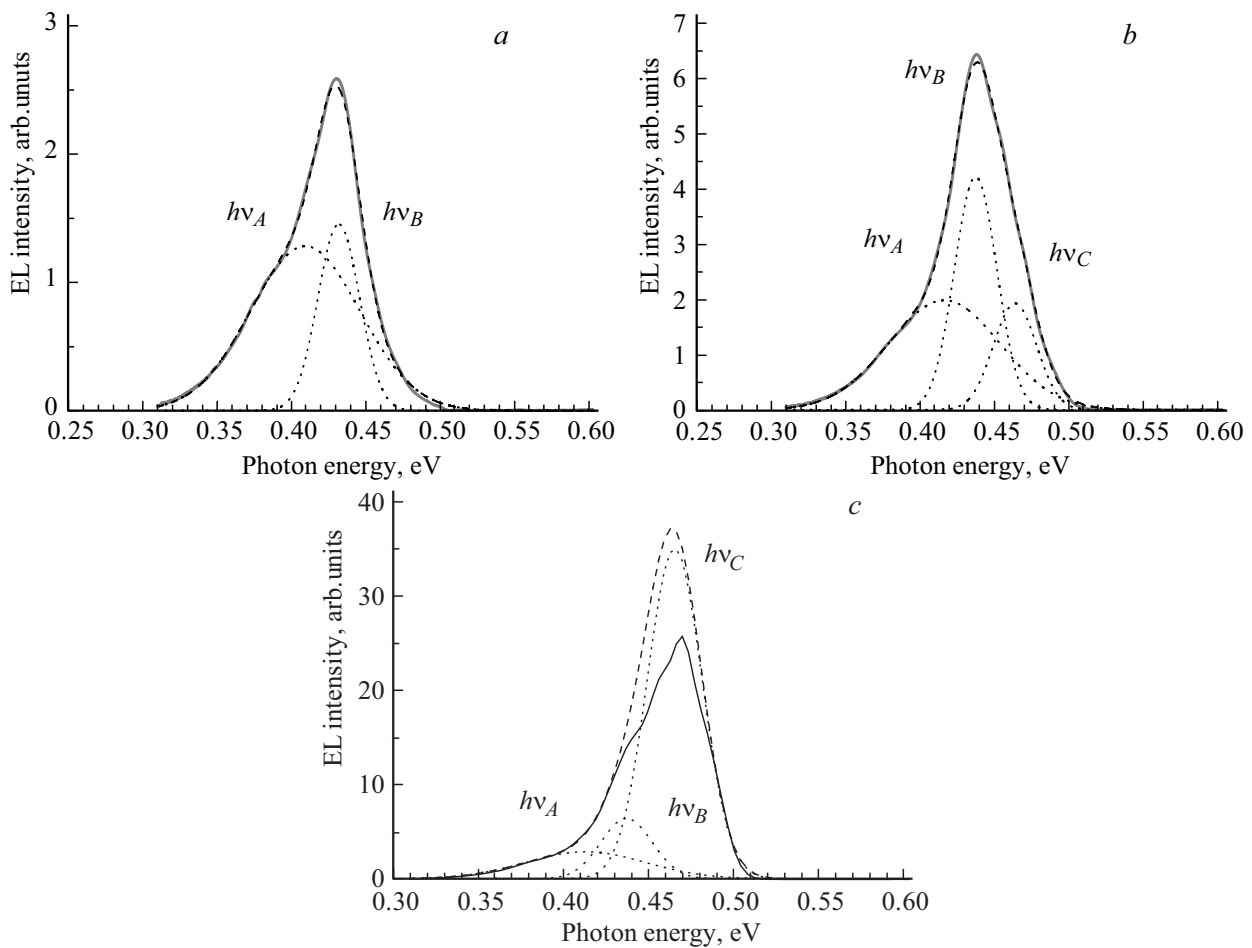 a
EL intensity, arb.unuts
3
2
1
0
hνA
hνB
0.25 0.30 0.35 0.40 0.45 0.50 0.55 0.60
Photon energy, eV
b
EL intensity, arb.units
7
6
5
4
3
2
1
0
hνB
hνA
hνC
0.25 0.30 0.35 0.40 0.45 0.50 0.55 0.60
Photon energy, eV
c
EL intensity, arb.units
40
30
20
10
0
hνC
hνA
hνB
0.30 0.35 0.40 0.45 0.50 0.55 0.60
Photon energy, eV